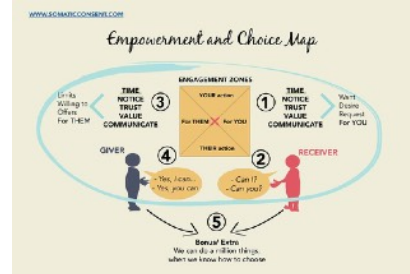 WWW.SOMATICCONSENT.COM
Empowerment and Choice Map
ENGAGEMENT ZONES
Limits
Willing to
Offers
For THEM
TIME
NOTICE
TRUST
VALUE
COMMUNICATE
3
YOUR action
For THEM
For YOU
THEIR action
1
TIME
NOTICE
TRUST
VALUE
COMMUNICATE
Want
Desire
Request
For YOU
GIVER
4
- Yes, I can...
- Yes, you can
2
- Can I?
- Can you?
RECEIVER
5
Bonus/ Extra
We can do a million things,
when we know how to choose